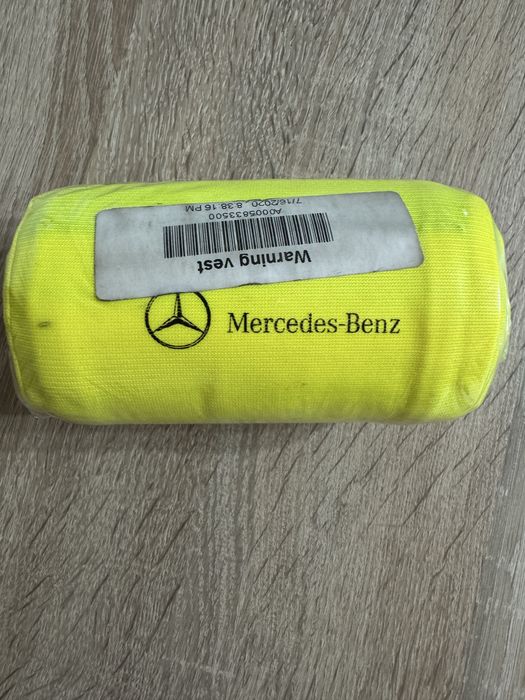 Warning vest
A0005833500
7/16/2020, 8:38:16 PM
Mercedes-Benz